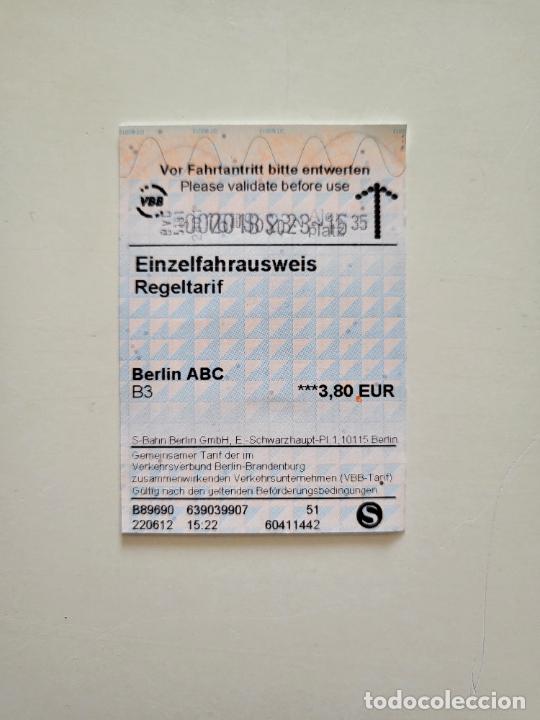 Vor Fahrtantritt bitte entwerten
Please validate before use
VBB
35
Einzelfahrausweis
Regeltarif
Berlin ABC
B3 ***3,80 EUR
S-Bahn Berlin GmbH, E.-Schwarzhaupt-Pl.1,10115 Berlin
Gemeinsamer Tarif der im
Verkehrsverbund Berlin-Brandenburg
zusammenwirkenden Verkehrsunternehmen (VBB-Tarif)
Gültig nach den geltenden Beförderungsbedingungen
B89690 639039907 51
220612 15:22 60411442
S
todocoleccion